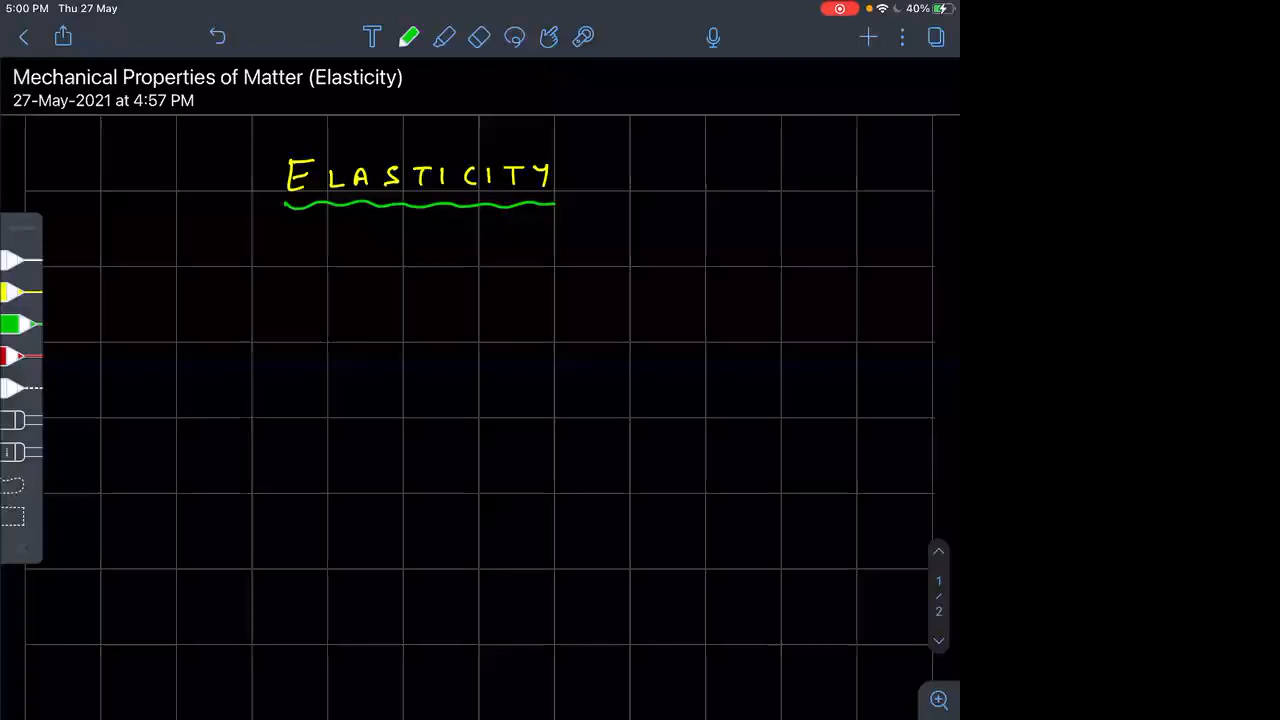 5:00 PM Thu 27 May 40%
T
Mechanical Properties of Matter (Elasticity)
27-May-2021 at 4:57 PM
ELASTICITY
1
/
2